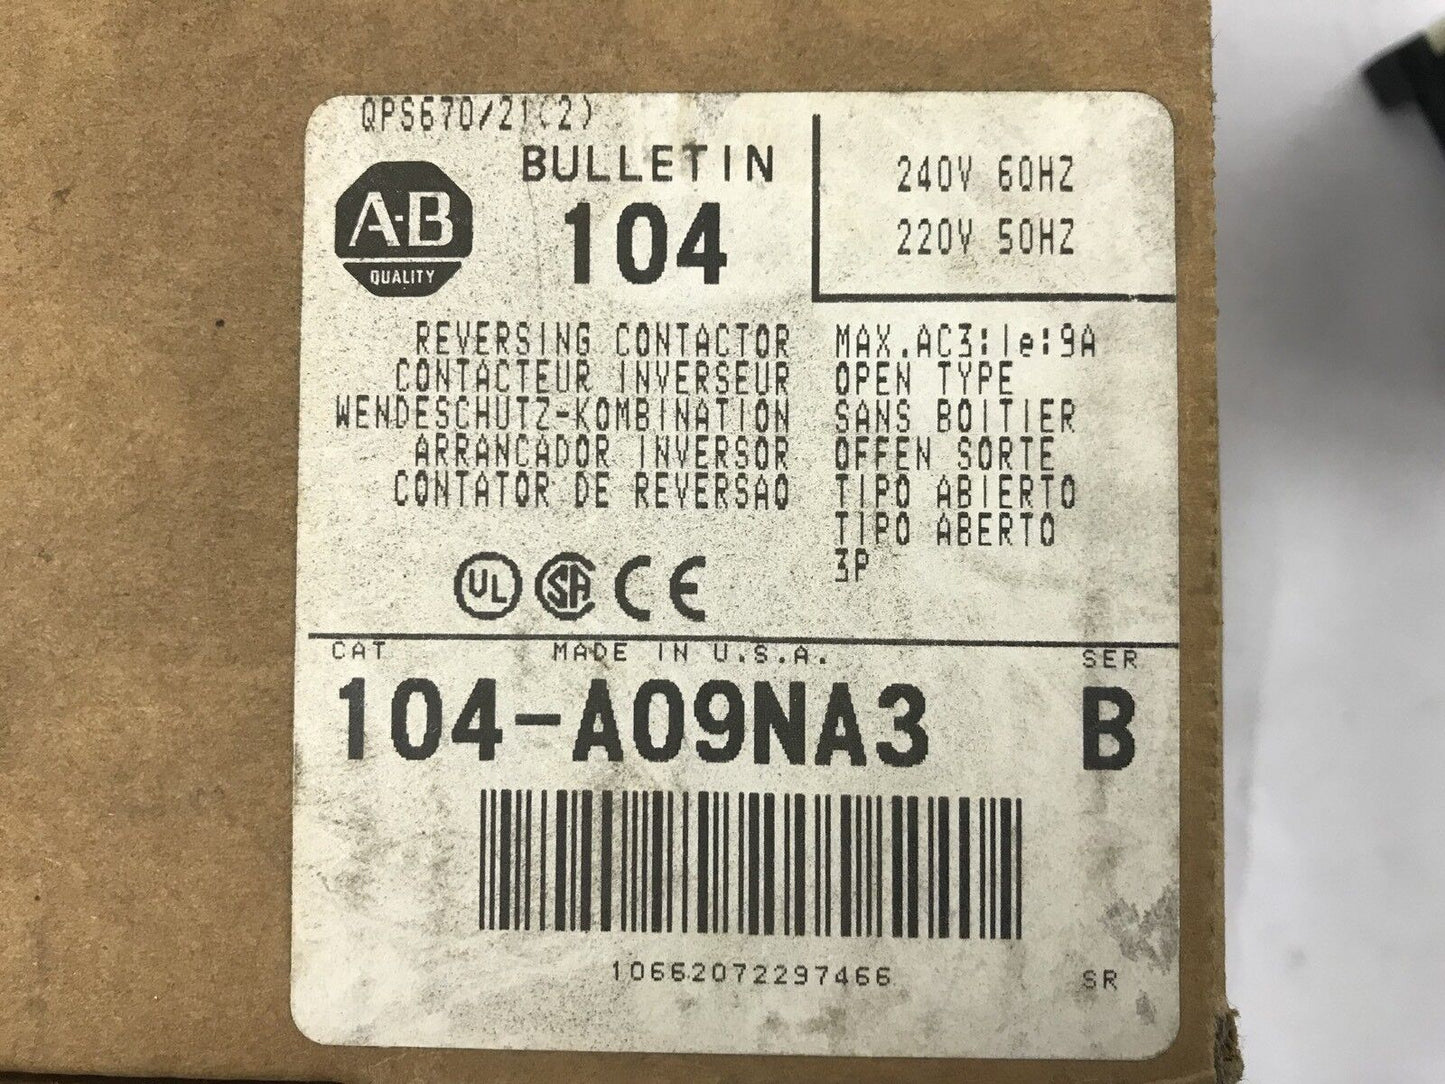 QPS670/21(2)
A-B
QUALITY
BULLETIN
104
240V 60HZ
220V 50HZ
REVERSING CONTACTOR
CONTACTEUR INVERSEUR
WENDESCHUTZ-KOMBINATION
ARRANCADOR INVERSOR
CONTATOR DE REVERSAO
MAX.AC3:Ie:9A
OPEN TYPE
SANS BOITIER
OFFEN SORTE
TIPO ABIERTO
TIPO ABERTO
3P
UL SA CE
CAT MADE IN U.S.A. SER
104-A09NA3 B
10662072297466 SR